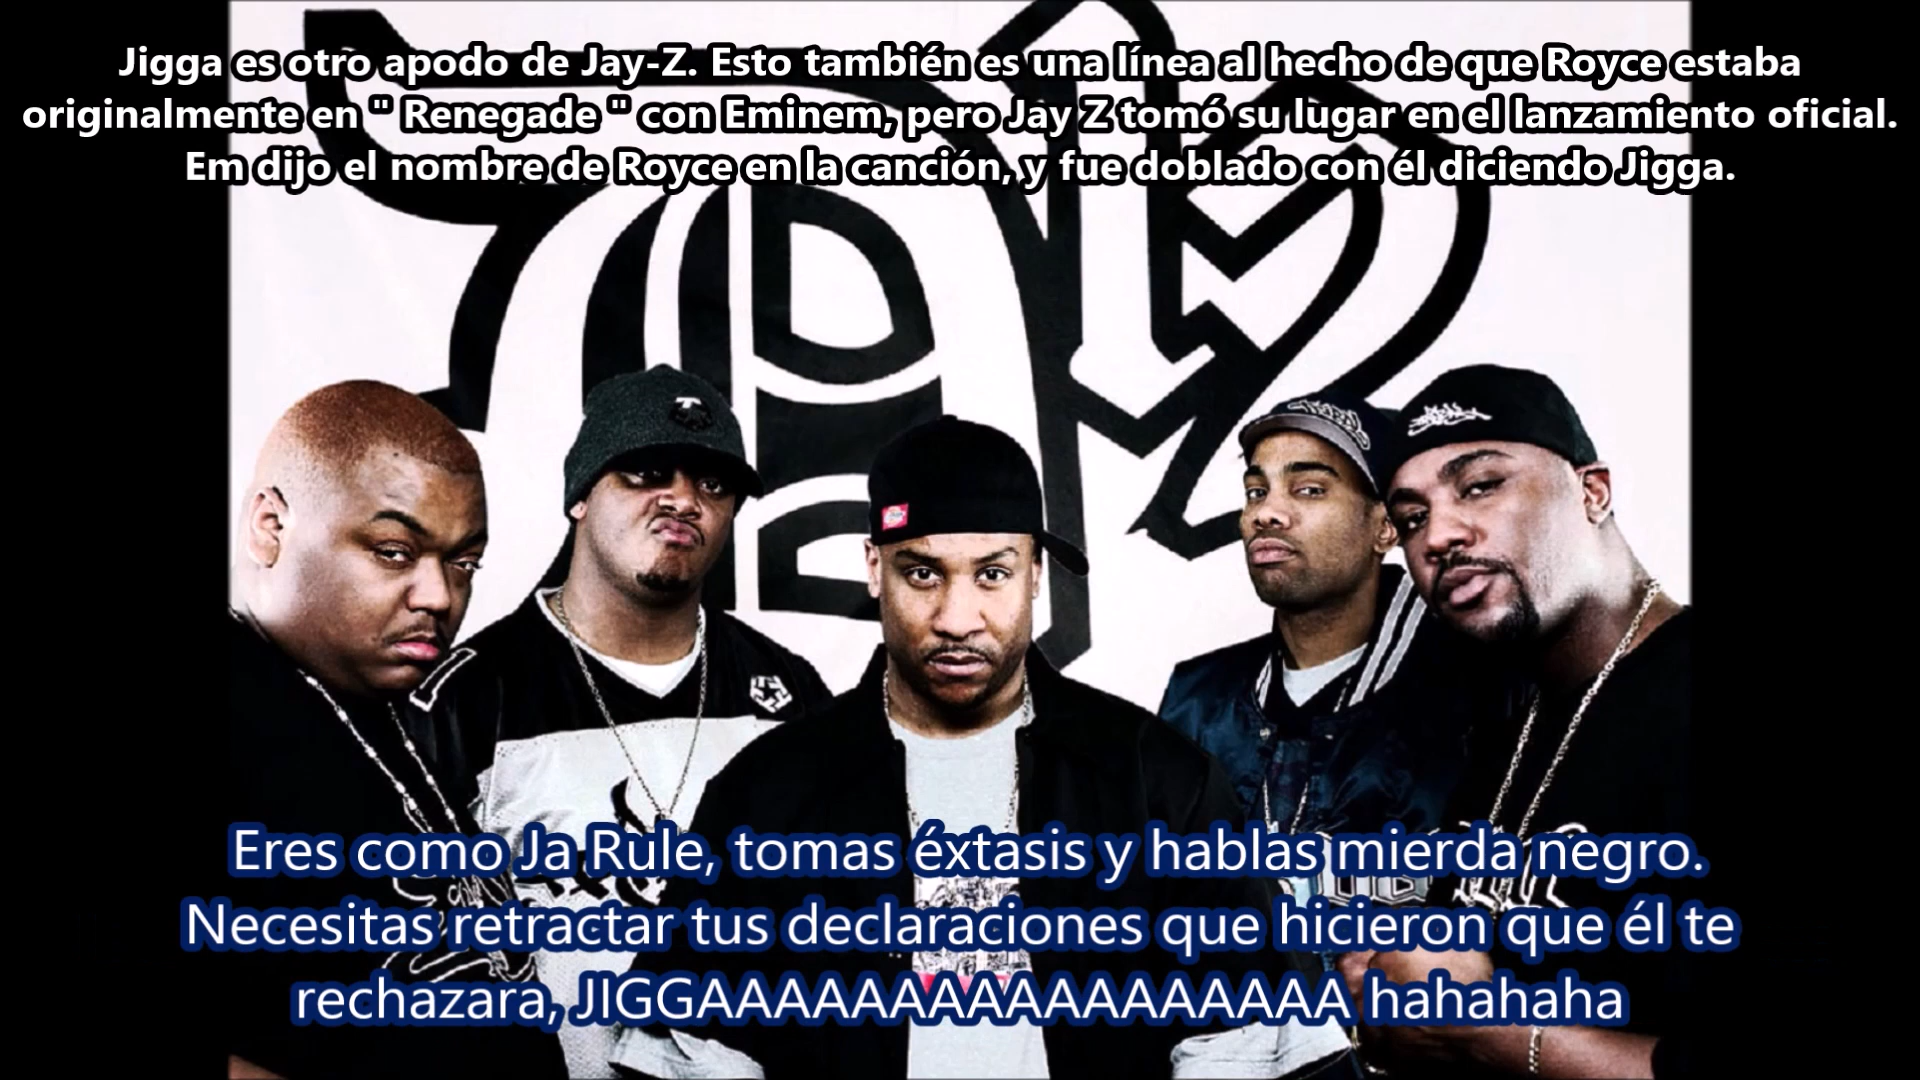 Jigga es otro apodo de Jay-Z. Esto también es una línea al hecho de que Royce estaba
originalmente en " Renegade " con Eminem, pero Jay Z tomó su lugar en el lanzamiento oficial.
Em dijo el nombre de Royce en la canción, y fue doblado con él diciendo Jigga.
Eres como Ja Rule, tomas éxtasis y hablas mierda negro.
Necesitas retractar tus declaraciones que hicieron que él te
rechazara, JIGGAAAAAAAAAAAAAAAAAA hahahaha